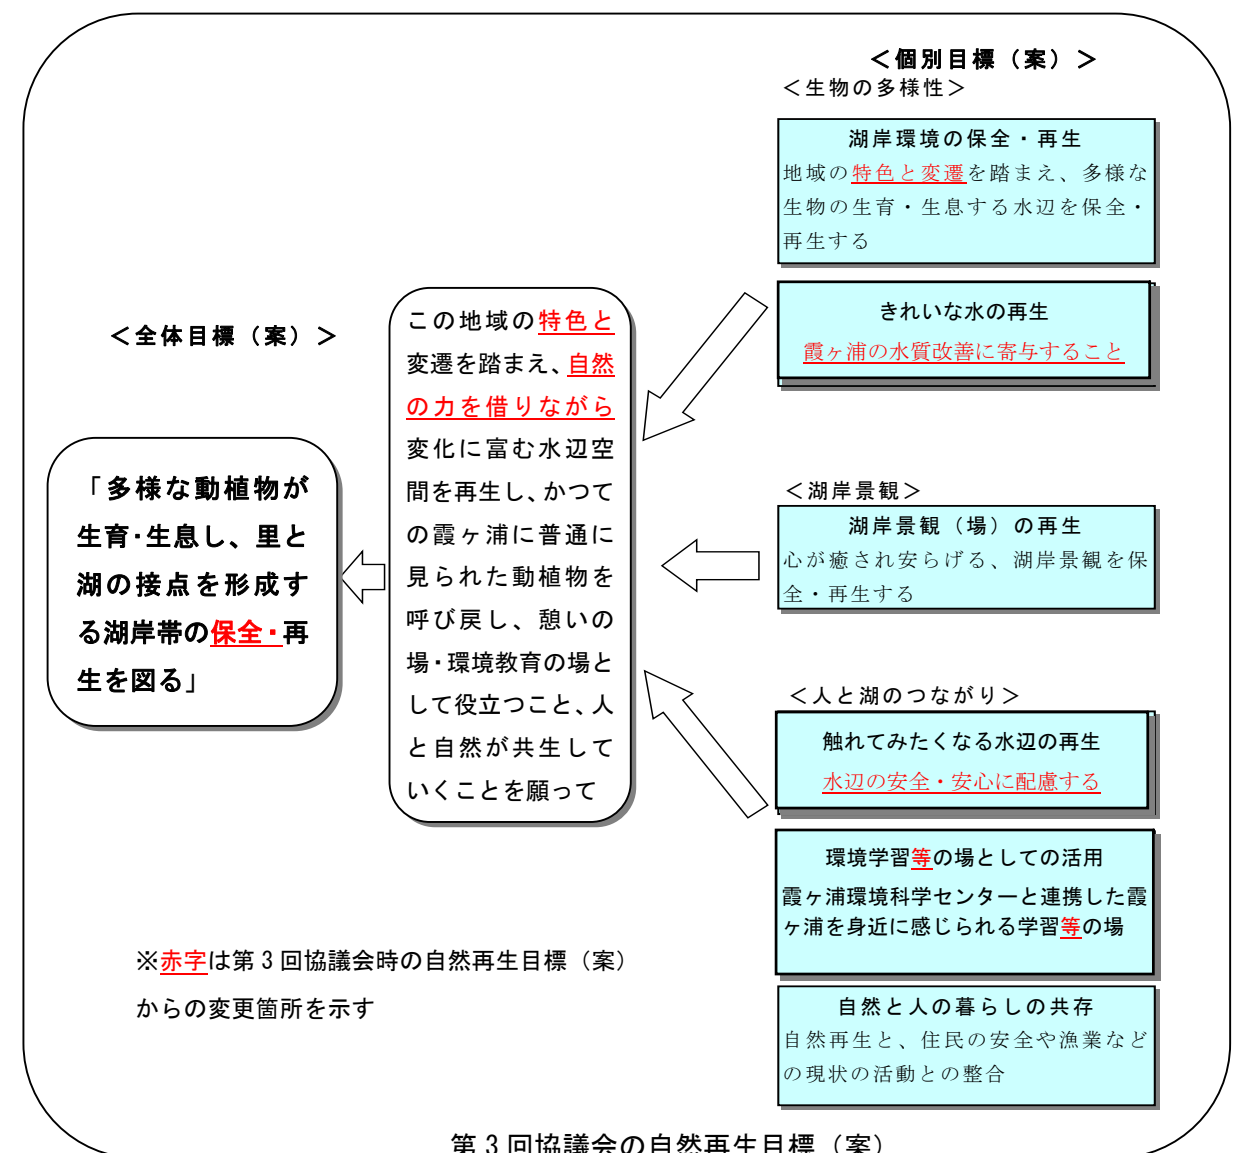 ＜個別目標（案）＞
＜生物の多様性＞
湖岸環境の保全・再生
地域の特色と変遷を踏まえ、多様な
生物の生育・生息する水辺を保全・
再生する
きれいな水の再生
霞ヶ浦の水質改善に寄与すること
＜全体目標（案）＞
「多様な動植物が
生育・生息し、里と
湖の接点を形成す
る湖岸帯の保全・再
生を図る」
この地域の特色と
変遷を踏まえ、自然
の力を借りながら
変化に富む水辺空
間を再生し、かつて
の霞ヶ浦に普通に
見られた動植物を
呼び戻し、憩いの
場・環境教育の場と
して役立つこと、人
と自然が共生して
いくことを願って
＜湖岸景観＞
湖岸景観（場）の再生
心が癒され安らげる、湖岸景観を保
全・再生する
＜人と湖のつながり＞
触れてみたくなる水辺の再生
水辺の安全・安心に配慮する
環境学習等の場としての活用
霞ヶ浦環境科学センターと連携した霞
ヶ浦を身近に感じられる学習等の場
自然と人の暮らしの共存
自然再生と、住民の安全や漁業など
の現状の活動との整合
※赤字は第３回協議会時の自然再生目標（案）
からの変更箇所を示す
第３回協議会の自然再生目標（案）